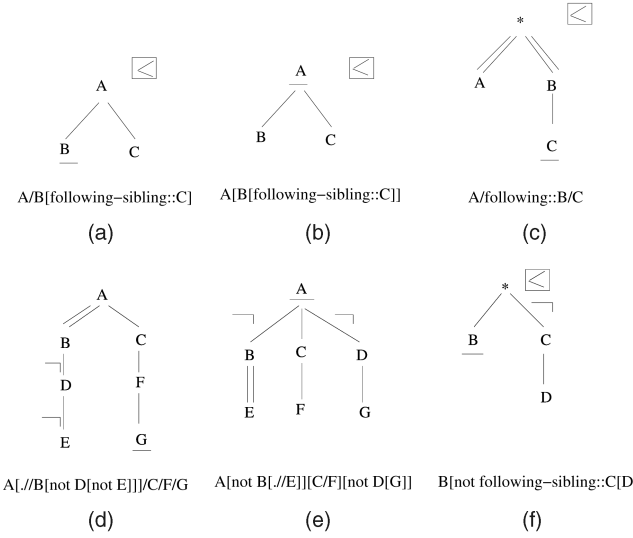 *
A
A
A
B
B
C
B
C
C
A/B[following−sibling::C]
A[B[following−sibling::C]]
A/following::B/C
(a)
(b)
(c)
A
A
*
B
C
B
C
D
B
C
D
F
E
F
G
D
E
G
A[.//B[not D[not E]]]/C/F/G
A[not B[.//E]][C/F][not D[G]]
B[not following−sibling::C[D
(d)
(e)
(f)